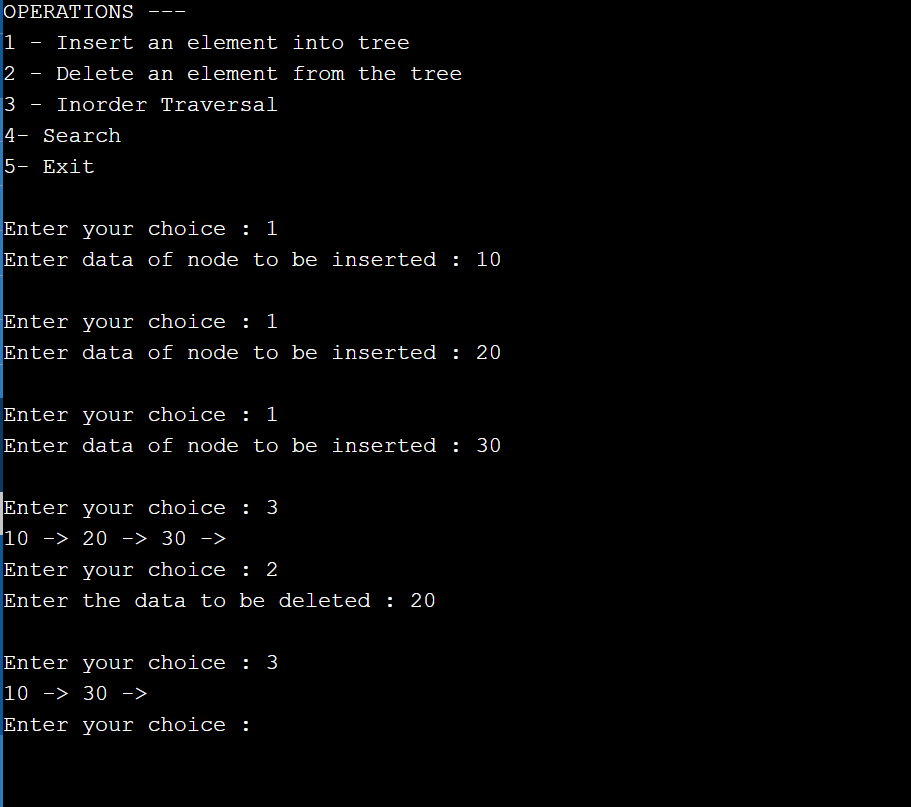 OPERATIONS ---
1 - Insert an element into tree
2 - Delete an element from the tree
3 - Inorder Traversal
4- Search
5- Exit
Enter your choice : 1
Enter data of node to be inserted : 10
Enter your choice : 1
Enter data of node to be inserted : 20
Enter your choice : 1
Enter data of node to be inserted : 30
Enter your choice : 3
10 -> 20 -> 30 ->
Enter your choice : 2
Enter the data to be deleted : 20
Enter your choice : 3
10 -> 30 ->
Enter your choice :